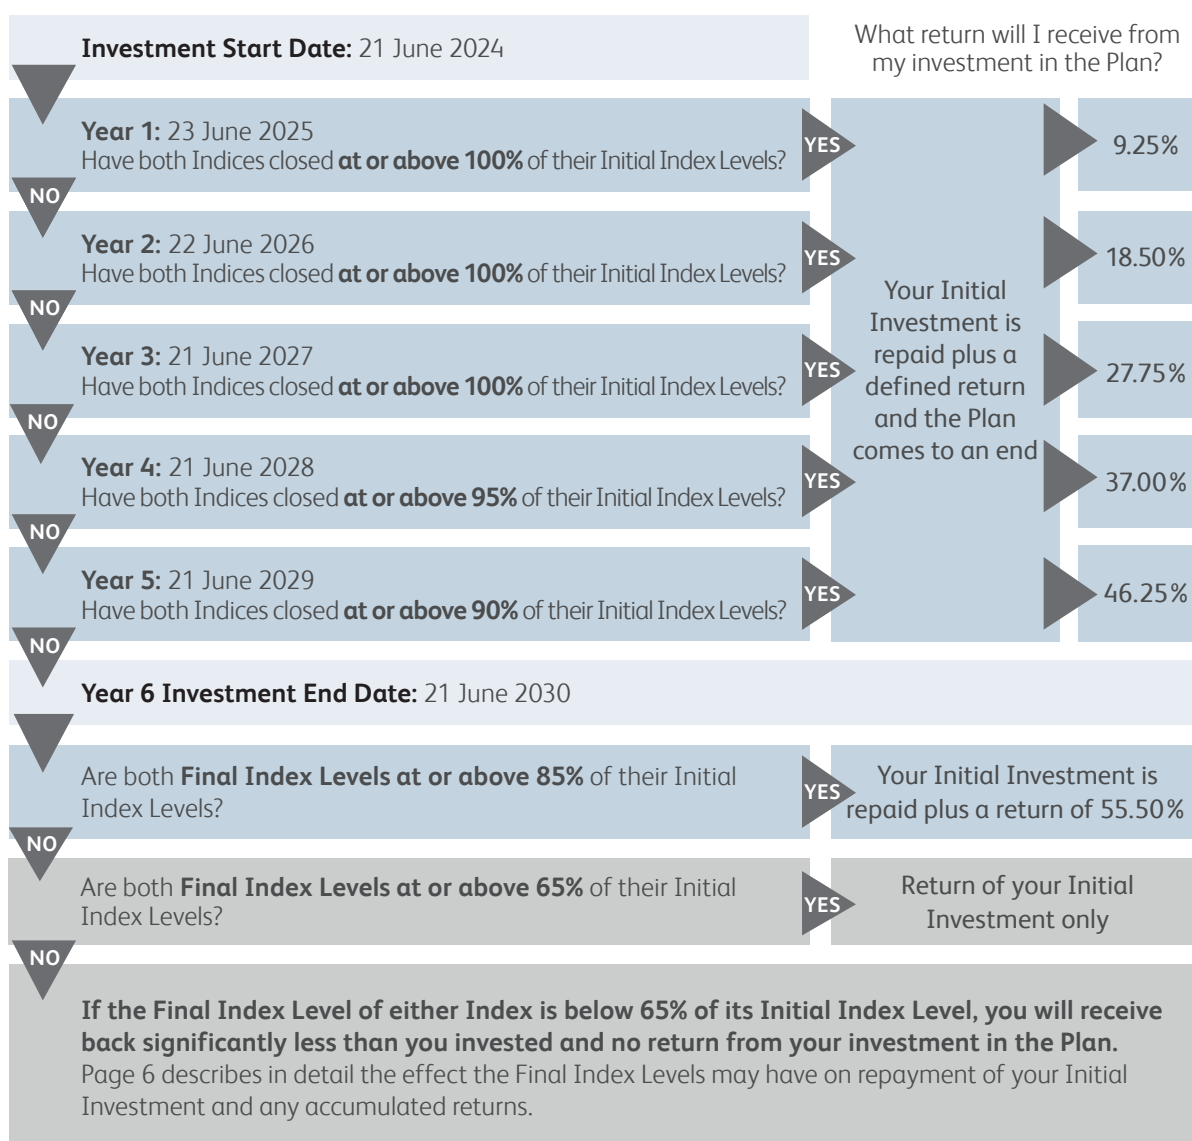 Investment Start Date: 21 June 2024
What return will I receive from
my investment in the Plan?
Year 1: 23 June 2025
Have both Indices closed at or above 100% of their Initial Index Levels?
YES
9.25%
NO
Year 2: 22 June 2026
Have both Indices closed at or above 100% of their Initial Index Levels?
YES
18.50%
NO
Year 3: 21 June 2027
Have both Indices closed at or above 100% of their Initial Index Levels?
YES
27.75%
NO
Year 4: 21 June 2028
Have both Indices closed at or above 95% of their Initial Index Levels?
YES
37.00%
NO
Year 5: 21 June 2029
Have both Indices closed at or above 90% of their Initial Index Levels?
YES
46.25%
NO
Your Initial
Investment is
repaid plus a
defined return
and the Plan
comes to an end
Year 6 Investment End Date: 21 June 2030
Are both Final Index Levels at or above 85% of their Initial
Index Levels?
YES
Your Initial Investment is
repaid plus a return of 55.50%
NO
Are both Final Index Levels at or above 65% of their Initial
Index Levels?
YES
Return of your Initial
Investment only
NO
If the Final Index Level of either Index is below 65% of its Initial Index Level, you will receive
back significantly less than you invested and no return from your investment in the Plan.
Page 6 describes in detail the effect the Final Index Levels may have on repayment of your Initial
Investment and any accumulated returns.